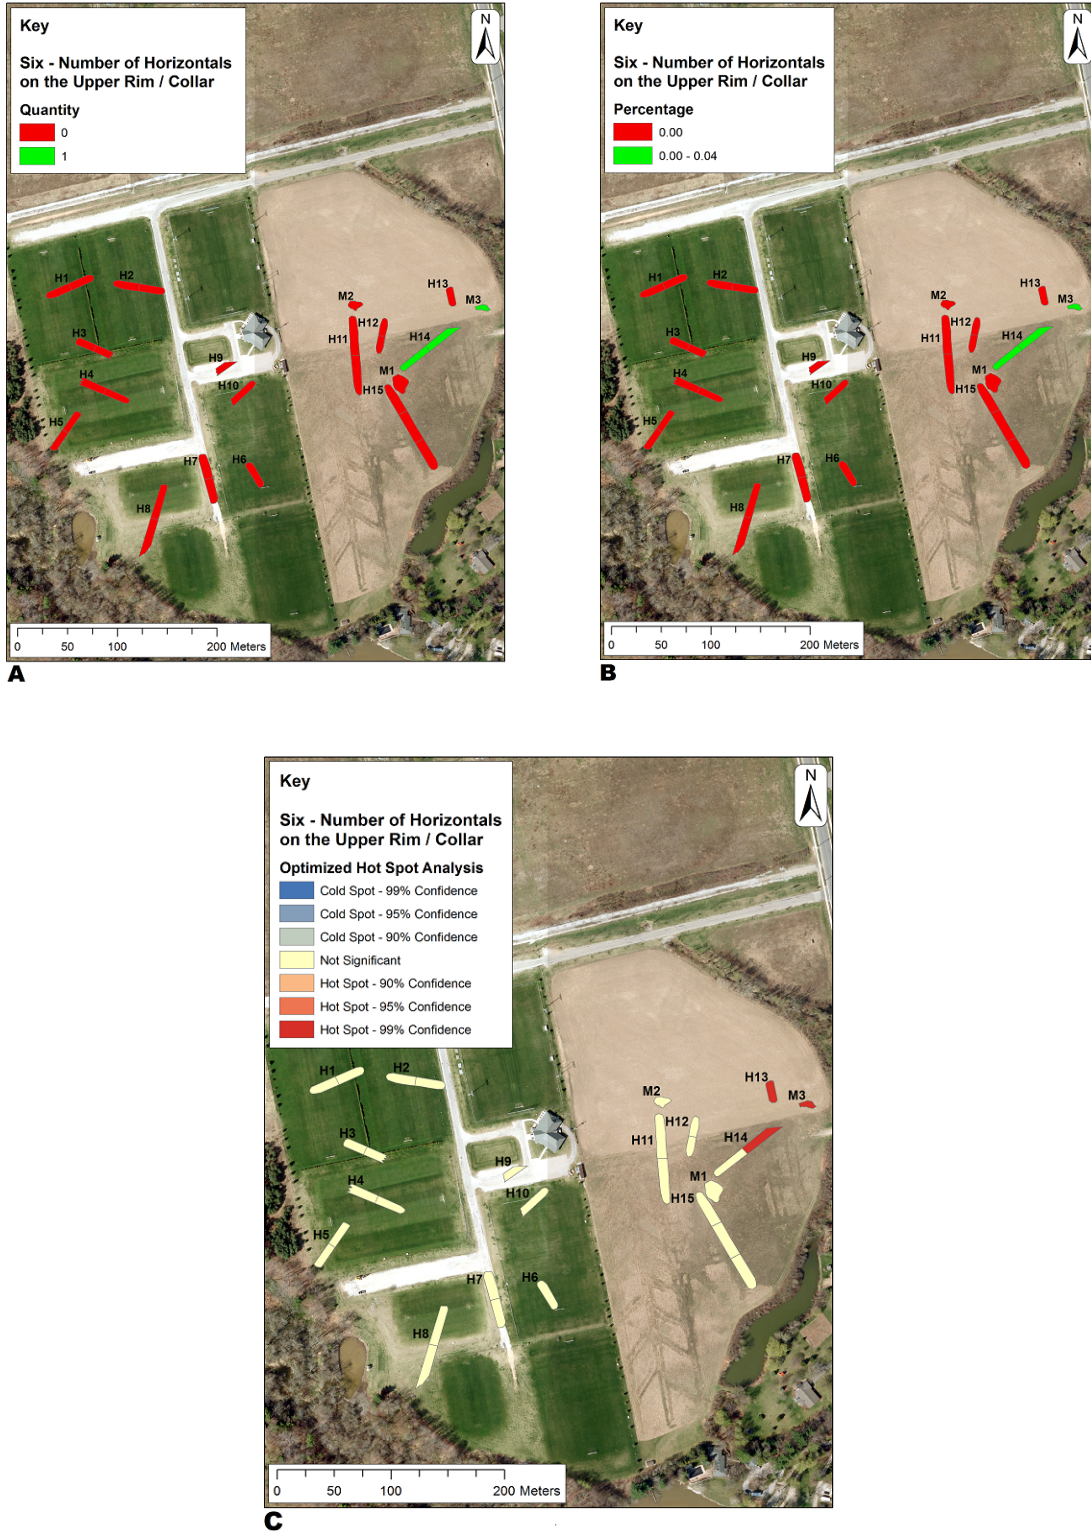 Key
N
Six - Number of Horizontals
on the Upper Rim / Collar
Quantity
0
1
H1
H2
H3
H4
H5
H6
H7
H8
H9
H10
H11
H12
H13
H14
H15
M1
M2
M3
0 50 100 200 Meters
A
Key
N
Six - Number of Horizontals
on the Upper Rim / Collar
Percentage
0.00
0.00 - 0.04
H1
H2
H3
H4
H5
H6
H7
H8
H9
H10
H11
H12
H13
H14
H15
M1
M2
M3
0 50 100 200 Meters
B
Key
N
Six - Number of Horizontals
on the Upper Rim / Collar
Optimized Hot Spot Analysis
Cold Spot - 99% Confidence
Cold Spot - 95% Confidence
Cold Spot - 90% Confidence
Not Significant
Hot Spot - 90% Confidence
Hot Spot - 95% Confidence
Hot Spot - 99% Confidence
H1
H2
H3
H4
H5
H6
H7
H8
H9
H10
H11
H12
H13
H14
H15
M1
M2
M3
0 50 100 200 Meters
C